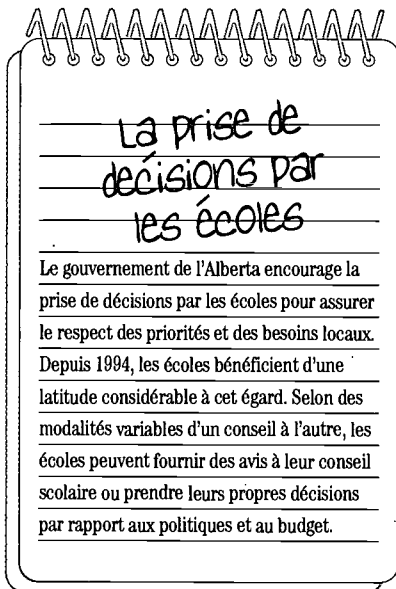 La prise de
décisions par
les écoles
Le gouvernement de l'Alberta encourage la
prise de décisions par les écoles pour assurer
le respect des priorités et des besoins locaux.
Depuis 1994, les écoles bénéficient d'une
latitude considérable à cet égard. Selon des
modalités variables d'un conseil à l'autre, les
écoles peuvent fournir des avis à leur conseil
scolaire ou prendre leurs propres décisions
par rapport aux politiques et au budget.